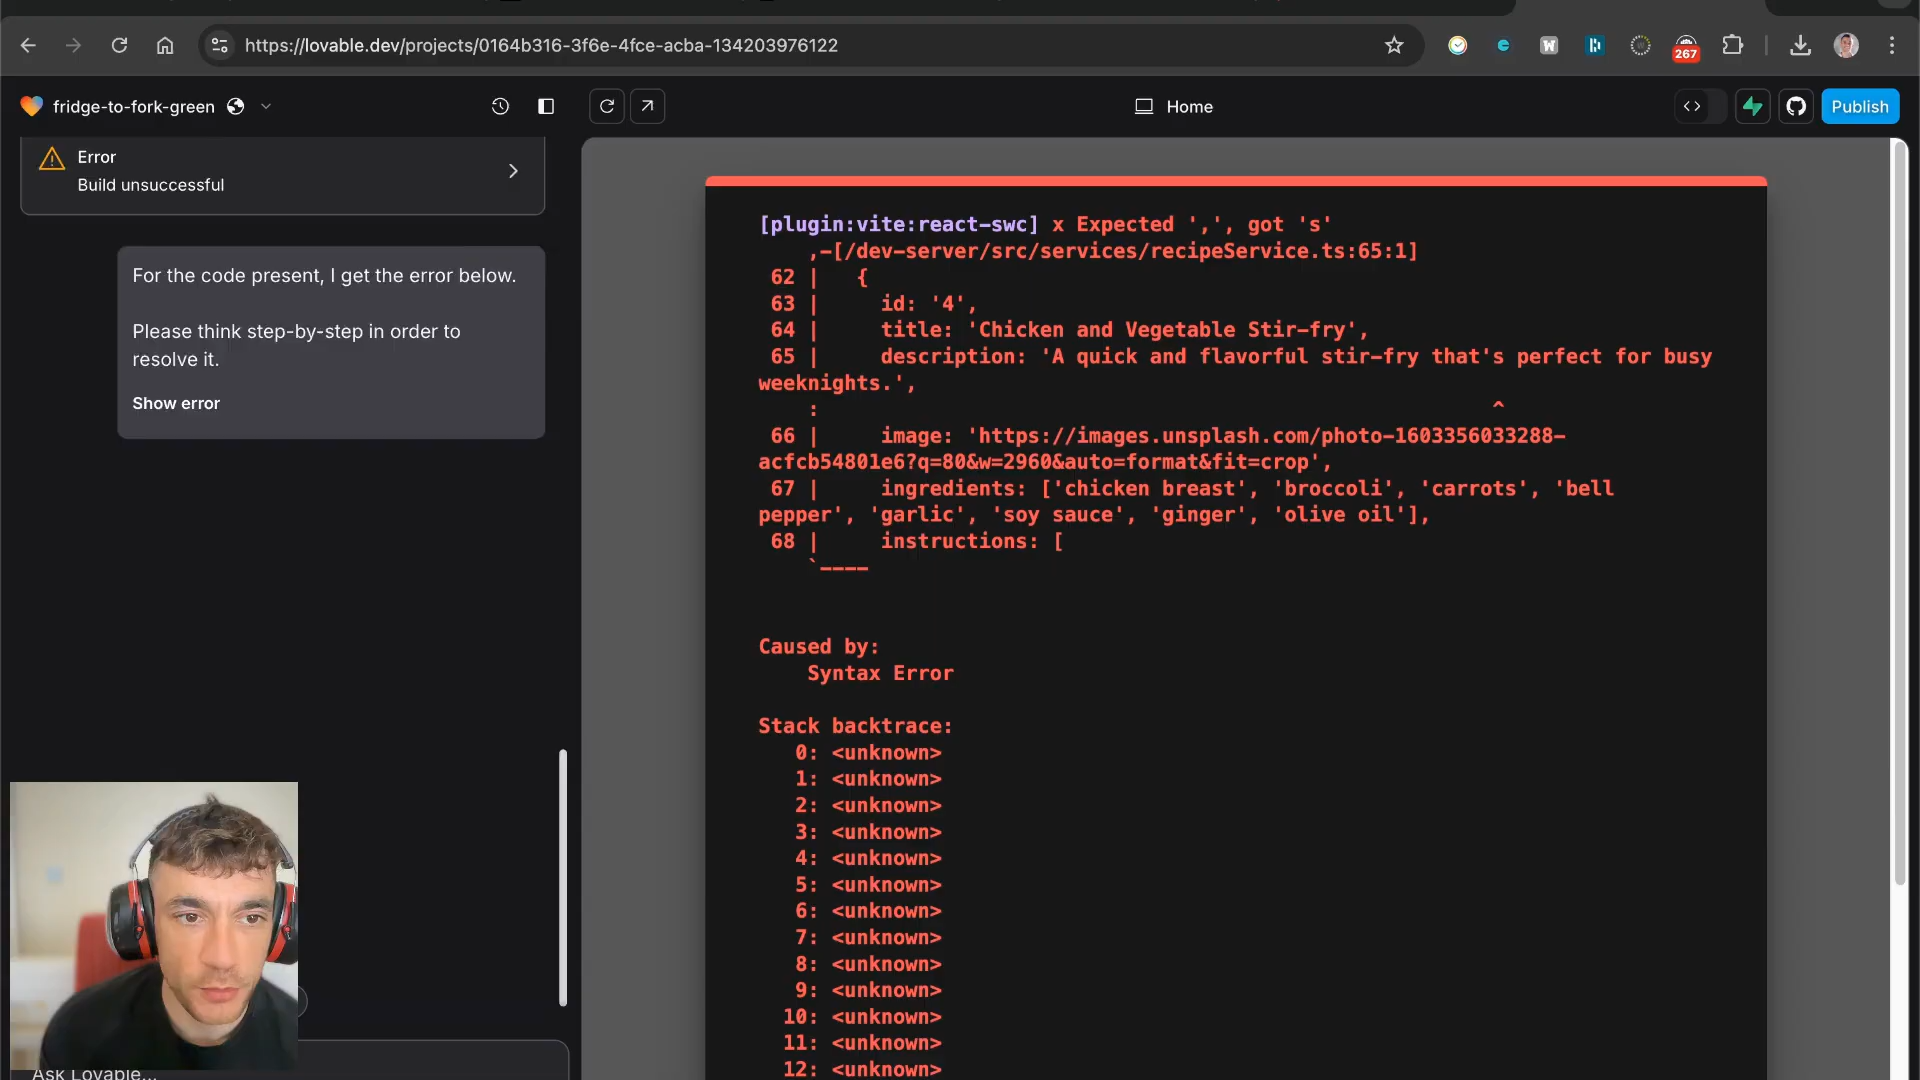 https://lovable.dev/projects/0164b316-3f6e-4fce-acba-134203976122
267
fridge-to-fork-green
Home
Publish
Error
Build unsuccessful
For the code present, I get the error below.
Please think step-by-step in order to
resolve it.
Show error
Ask Lovable...
[plugin:vite:react-swc] x Expected ',', got 's'
,-[/dev-server/src/services/recipeService.ts:65:1]
62 | {
63 | id: '4',
64 | title: 'Chicken and Vegetable Stir-fry',
65 | description: 'A quick and flavorful stir-fry that's perfect for busy
weeknights.',
: ^
66 | image: 'https://images.unsplash.com/photo-1603356033288-
acfcb54801e6?q=80&w=2960&auto=format&fit=crop',
67 | ingredients: ['chicken breast', 'broccoli', 'carrots', 'bell
pepper', 'garlic', 'soy sauce', 'ginger', 'olive oil'],
68 | instructions: [
`----
Caused by:
Syntax Error
Stack backtrace:
0: <unknown>
1: <unknown>
2: <unknown>
3: <unknown>
4: <unknown>
5: <unknown>
6: <unknown>
7: <unknown>
8: <unknown>
9: <unknown>
10: <unknown>
11: <unknown>
12: <unknown>